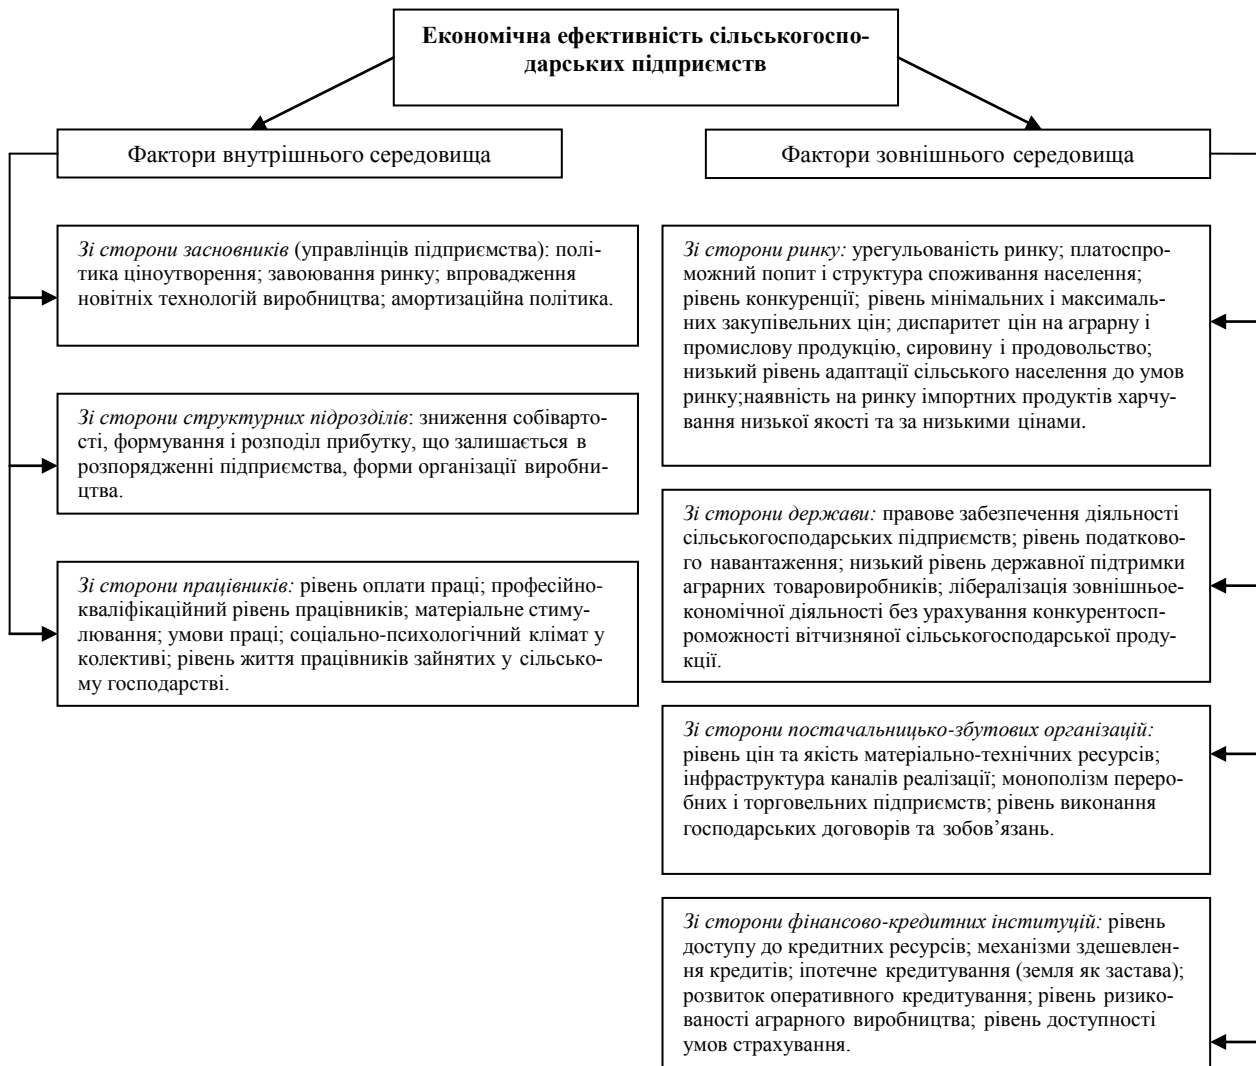 Економічна ефективність сільськогоспо-
дарських підприємств
Фактори внутрішнього середовища
Зі сторони засновників (управлінців підприємства): полі-
тика ціноутворення; завоювання ринку; впровадження
новітніх технологій виробництва; амортизаційна політика.
Зі сторони структурних підрозділів: зниження собіварто-
сті, формування і розподіл прибутку, що залишається в
розпорядженні підприємства, форми організації виробни-
цтва.
Зі сторони працівників: рівень оплати праці; професійно-
кваліфікаційний рівень працівників; матеріальне стиму-
лювання; умови праці; соціально-психологічний клімат у
колективі; рівень життя працівників зайнятих у сільсько-
му господарстві.
Фактори зовнішнього середовища
Зі сторони ринку: урегульованість ринку; платоспро-
можний попит і структура споживання населення;
рівень конкуренції; рівень мінімальних і максималь-
них закупівельних цін; диспаритет цін на аграрну і
промислову продукцію, сировину і продовольство;
низький рівень адаптації сільського населення до умов
ринку;наявність на ринку імпортних продуктів харчу-
вання низької якості та за низькими цінами.
Зі сторони держави: правове забезпечення діяльності
сільськогосподарських підприємств; рівень податково-
го навантаження; низький рівень державної підтримки
аграрних товаровиробників; лібералізація зовнішньое-
кономічної діяльності без урахування конкурентосп-
роможності вітчизняної сільськогосподарської проду-
кції.
Зі сторони постачальницько-збутових організацій:
рівень цін та якість матеріально-технічних ресурсів;
інфраструктура каналів реалізації; монополізм переро-
бних і торговельних підприємств; рівень виконання
господарських договорів та зобов’язань.
Зі сторони фінансово-кредитних інституцій: рівень
доступу до кредитних ресурсів; механізми здешевлен-
ня кредитів; іпотечне кредитування (земля як застава);
розвиток оперативного кредитування; рівень ризико-
ваності аграрного виробництва; рівень доступності
умов страхування.